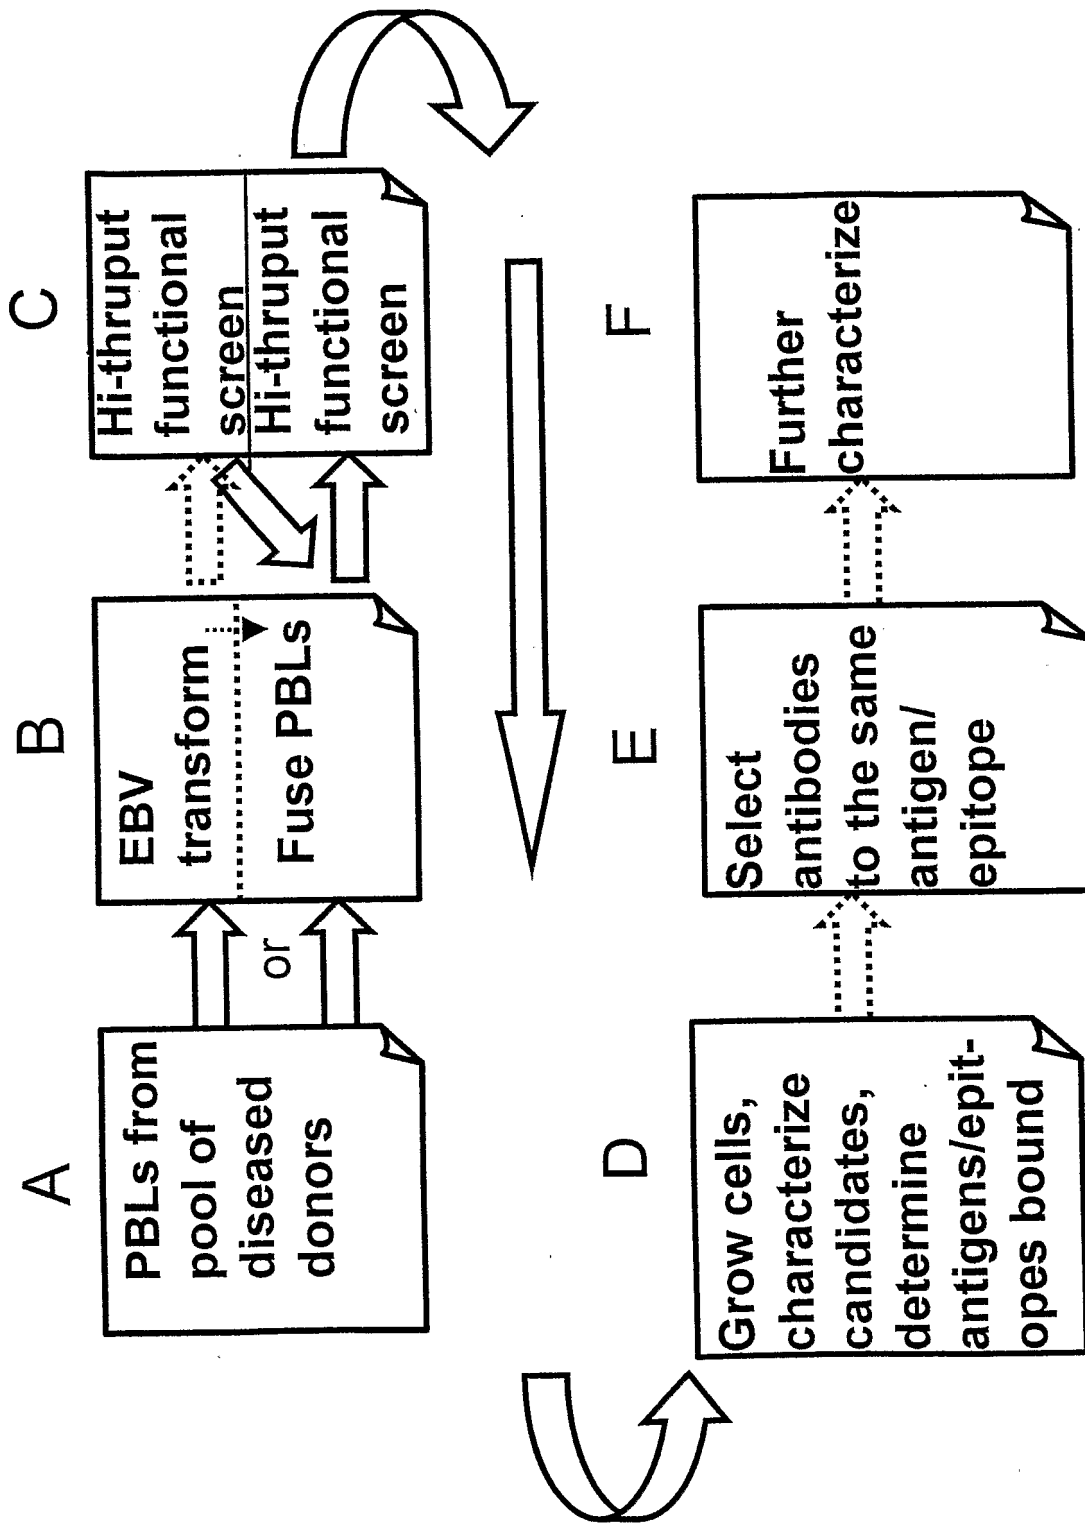 A
PBLs from
pool of
diseased
donors
or
B
EBV
transform
Fuse PBLs
C
Hi-thruput
functional
screen
Hi-thruput
functional
screen
D
Grow cells,
characterize
candidates,
determine
antigens/epit-
opes bound
E
Select
antibodies
to the same
antigen/
epitope
F
Further
characterize